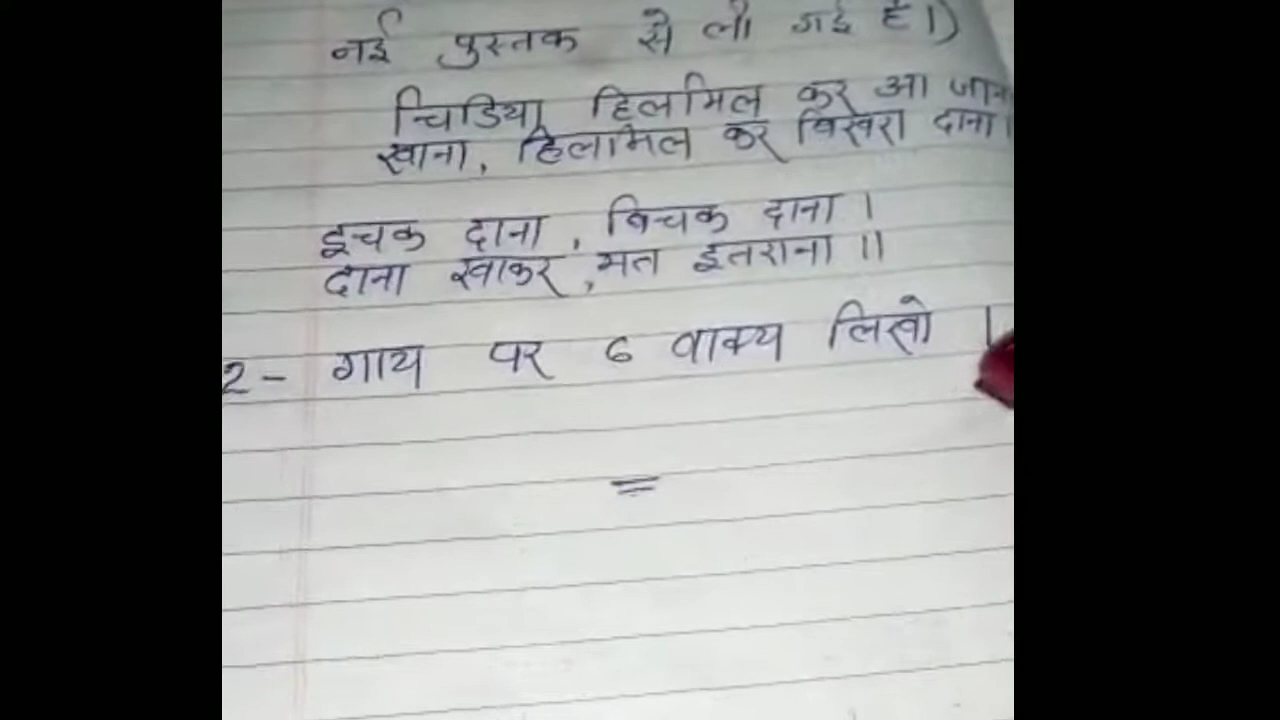 नई पुस्तक से ली गई है।)
चिडिया, हिलमिल कर आ जाना
खाना, हिलमिल कर बिखरा दाना।
इचक दाना, बिचक दाना।
दाना खाकर, मत इतराना॥
2- गाय पर 6 वाक्य लिखो।